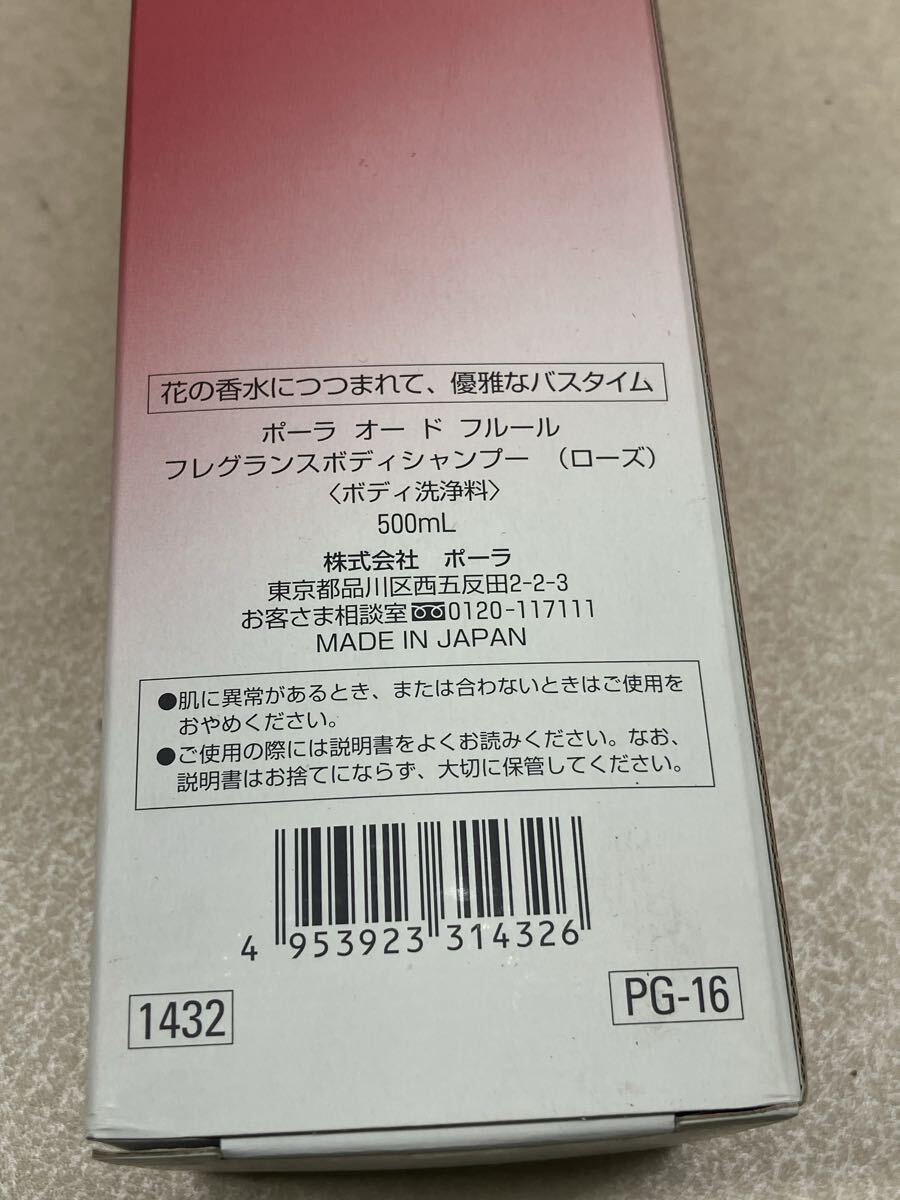 花の香水につつまれて、優雅なバスタイム
ポーラ オー ド フルール
フレグランスボディシャンプー （ローズ）
〈ボディ洗浄料〉
500mL
株式会社 ポーラ
東京都品川区西五反田2-2-3
お客さま相談室0120-117111
MADE IN JAPAN
●肌に異常があるとき、または合わないときはご使用を
おやめください。
●ご使用の際には説明書をよくお読みください。なお、
説明書はお捨てにならず、大切に保管してください。
4 953923 314326
1432
PG-16